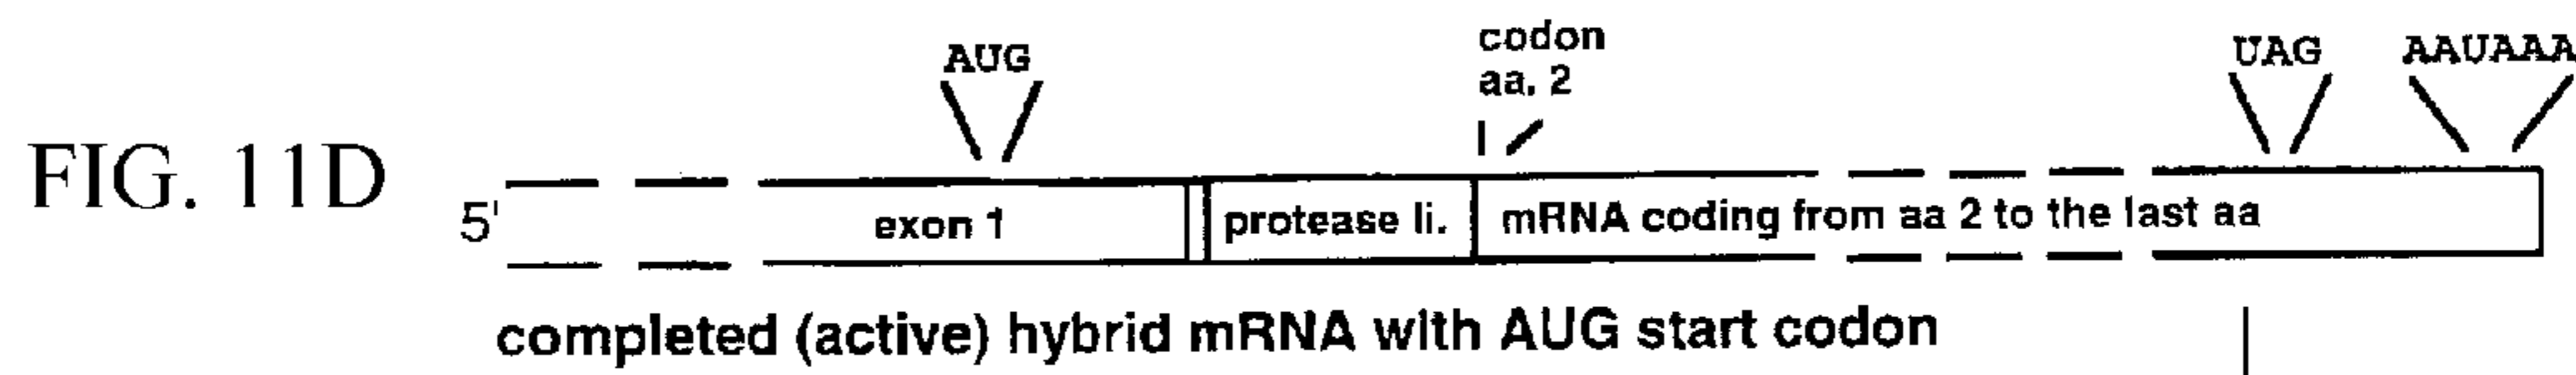 codon
AUG aa. 2 UAG AAUAAA
FIG. 11D
5' exon 1 protease li. mRNA coding from aa 2 to the last aa
completed (active) hybrid mRNA with AUG start codon